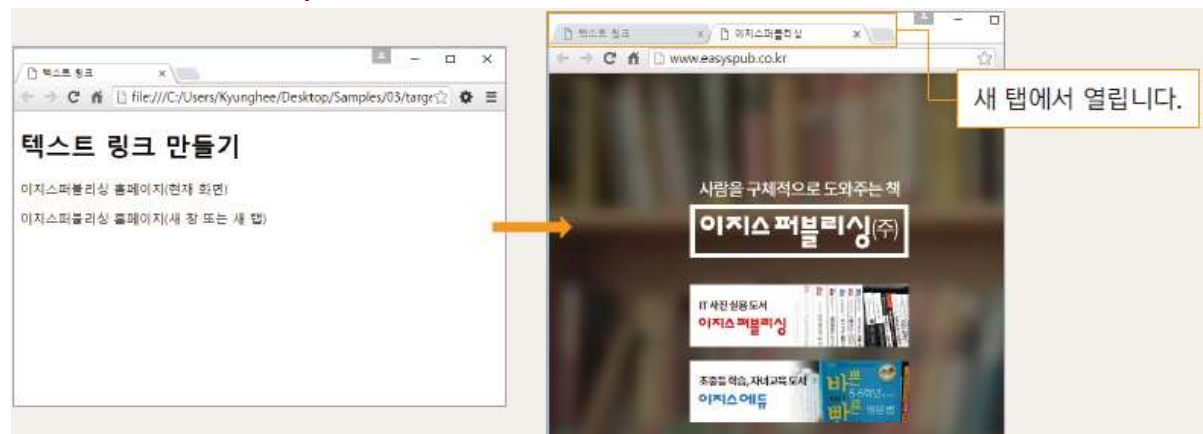 텍스트 링크
file:///C:/Users/Kyunghee/Desktop/Samples/03/targe
텍스트 링크 만들기
이지스퍼블리싱 홈페이지(현재 화면)
이지스퍼블리싱 홈페이지(새 창 또는 새 탭)
텍스트 링크
이지스퍼블리싱
www.easyspub.co.kr
새 탭에서 열립니다.
사람을 구체적으로 도와주는 책
이지스퍼블리싱(주)
IT 사진 실용 도서
이지스퍼블리싱
초중등 학습, 자녀교육 도서
이지스에듀
바쁜
빠른